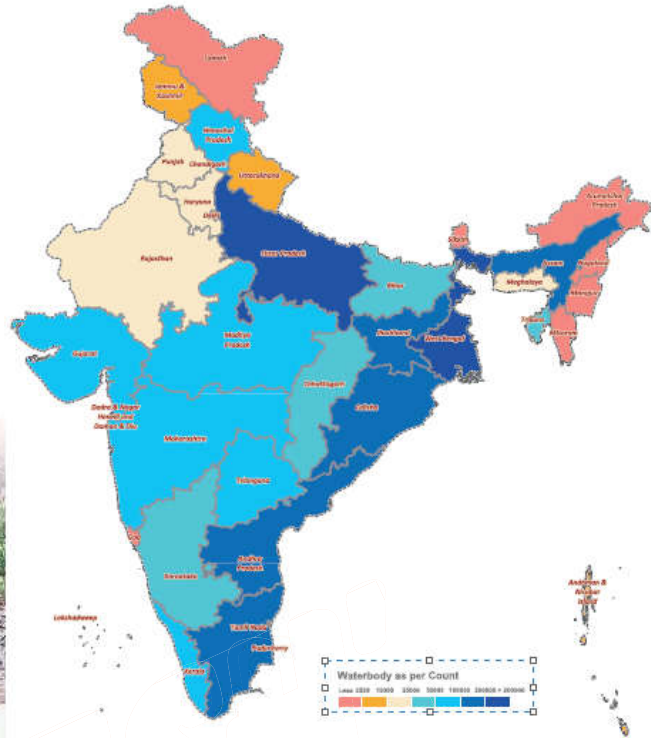 Ladakh
Jammu &
Kashmir
Himachal
Pradesh
Punjab
Chandigarh
Uttarakhand
Haryana
Delhi
Rajasthan
Uttar Pradesh
Sikkim
Arunachal
Pradesh
Assam
Nagaland
Bihar
Meghalaya
Manipur
Tripura
Mizoram
Gujarat
Madhya
Pradesh
Jharkhand
West Bengal
Chhattisgarh
Odisha
Dadra & Nagar
Haveli and
Daman & Diu
Maharashtra
Telangana
Goa
Karnataka
Andhra
Pradesh
Andaman &
Nicobar
Island
Lakshadweep
Tamil Nadu
Puducherry
Kerala
Waterbody as per Count